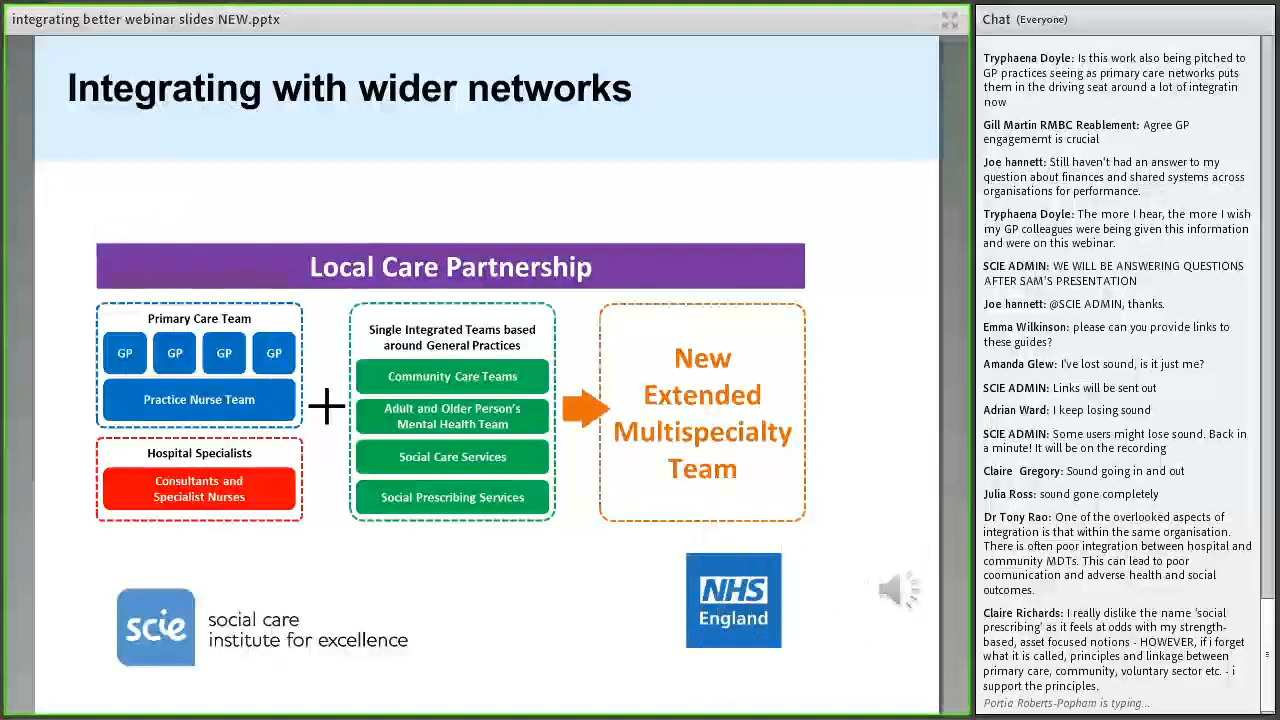 integrating better webinar slides NEW.pptx
Integrating with wider networks
Local Care Partnership
Primary Care Team
GP GP GP GP
Practice Nurse Team
Hospital Specialists
Consultants and
Specialist Nurses
+
Single Integrated Teams based
around General Practices
Community Care Teams
Adult and Older Person's
Mental Health Team
Social Care Services
Social Prescribing Services
New
Extended
Multispecialty
Team
scie
social care
institute for excellence
NHS
England
Chat (Everyone)
Tryphaena Doyle: Is this work also being pitched to
GP practices seeing as primary care networks puts
them in the driving seat around a lot of integratin
now
Gill Martin RMBC Reablement: Agree GP
engagememt is crucial
Joe hannett: Still haven't had an answer to my
question about finances and shared systems across
organisations for performance.
Tryphaena Doyle: The more I hear, the more I wish
my GP colleagues were being given this information
and were on this webinar.
SCIE ADMIN: WE WILL BE ANSWERING QUESTIONS
AFTER SAM'S PRESENTATION
Joe hannett: @SCIE ADMIN, thanks.
Emma Wilkinson: please can you provide links to
these guides?
Amanda Glew: I've lost sound, is it just me?
SCIE ADMIN: Links will be sent out
Adrian Ward: I keep losing sound
SCIE ADMIN: Some users might lose sound. Back in
a minute! It will be on the recording
Claire Gregory: Sound going in and out
Julia Ross: sound gone completely
Dr Tony Rao: One of the overlooked aspects of
integration is that within the same organisation.
There is often poor integration between hospital and
community MDTs. This can lead to poor
coomunication and adverse health and social
outcomes.
Claire Richards: I really dislike the name 'social
prescribing' as it feels at odds with my strength-
based, asset focused notions - HOWEVER, if i forget
what it is called, principles and linkage between
primary care, community, voluntary sector etc. - i
support the principles.
Portia Roberts-Popham is typing...